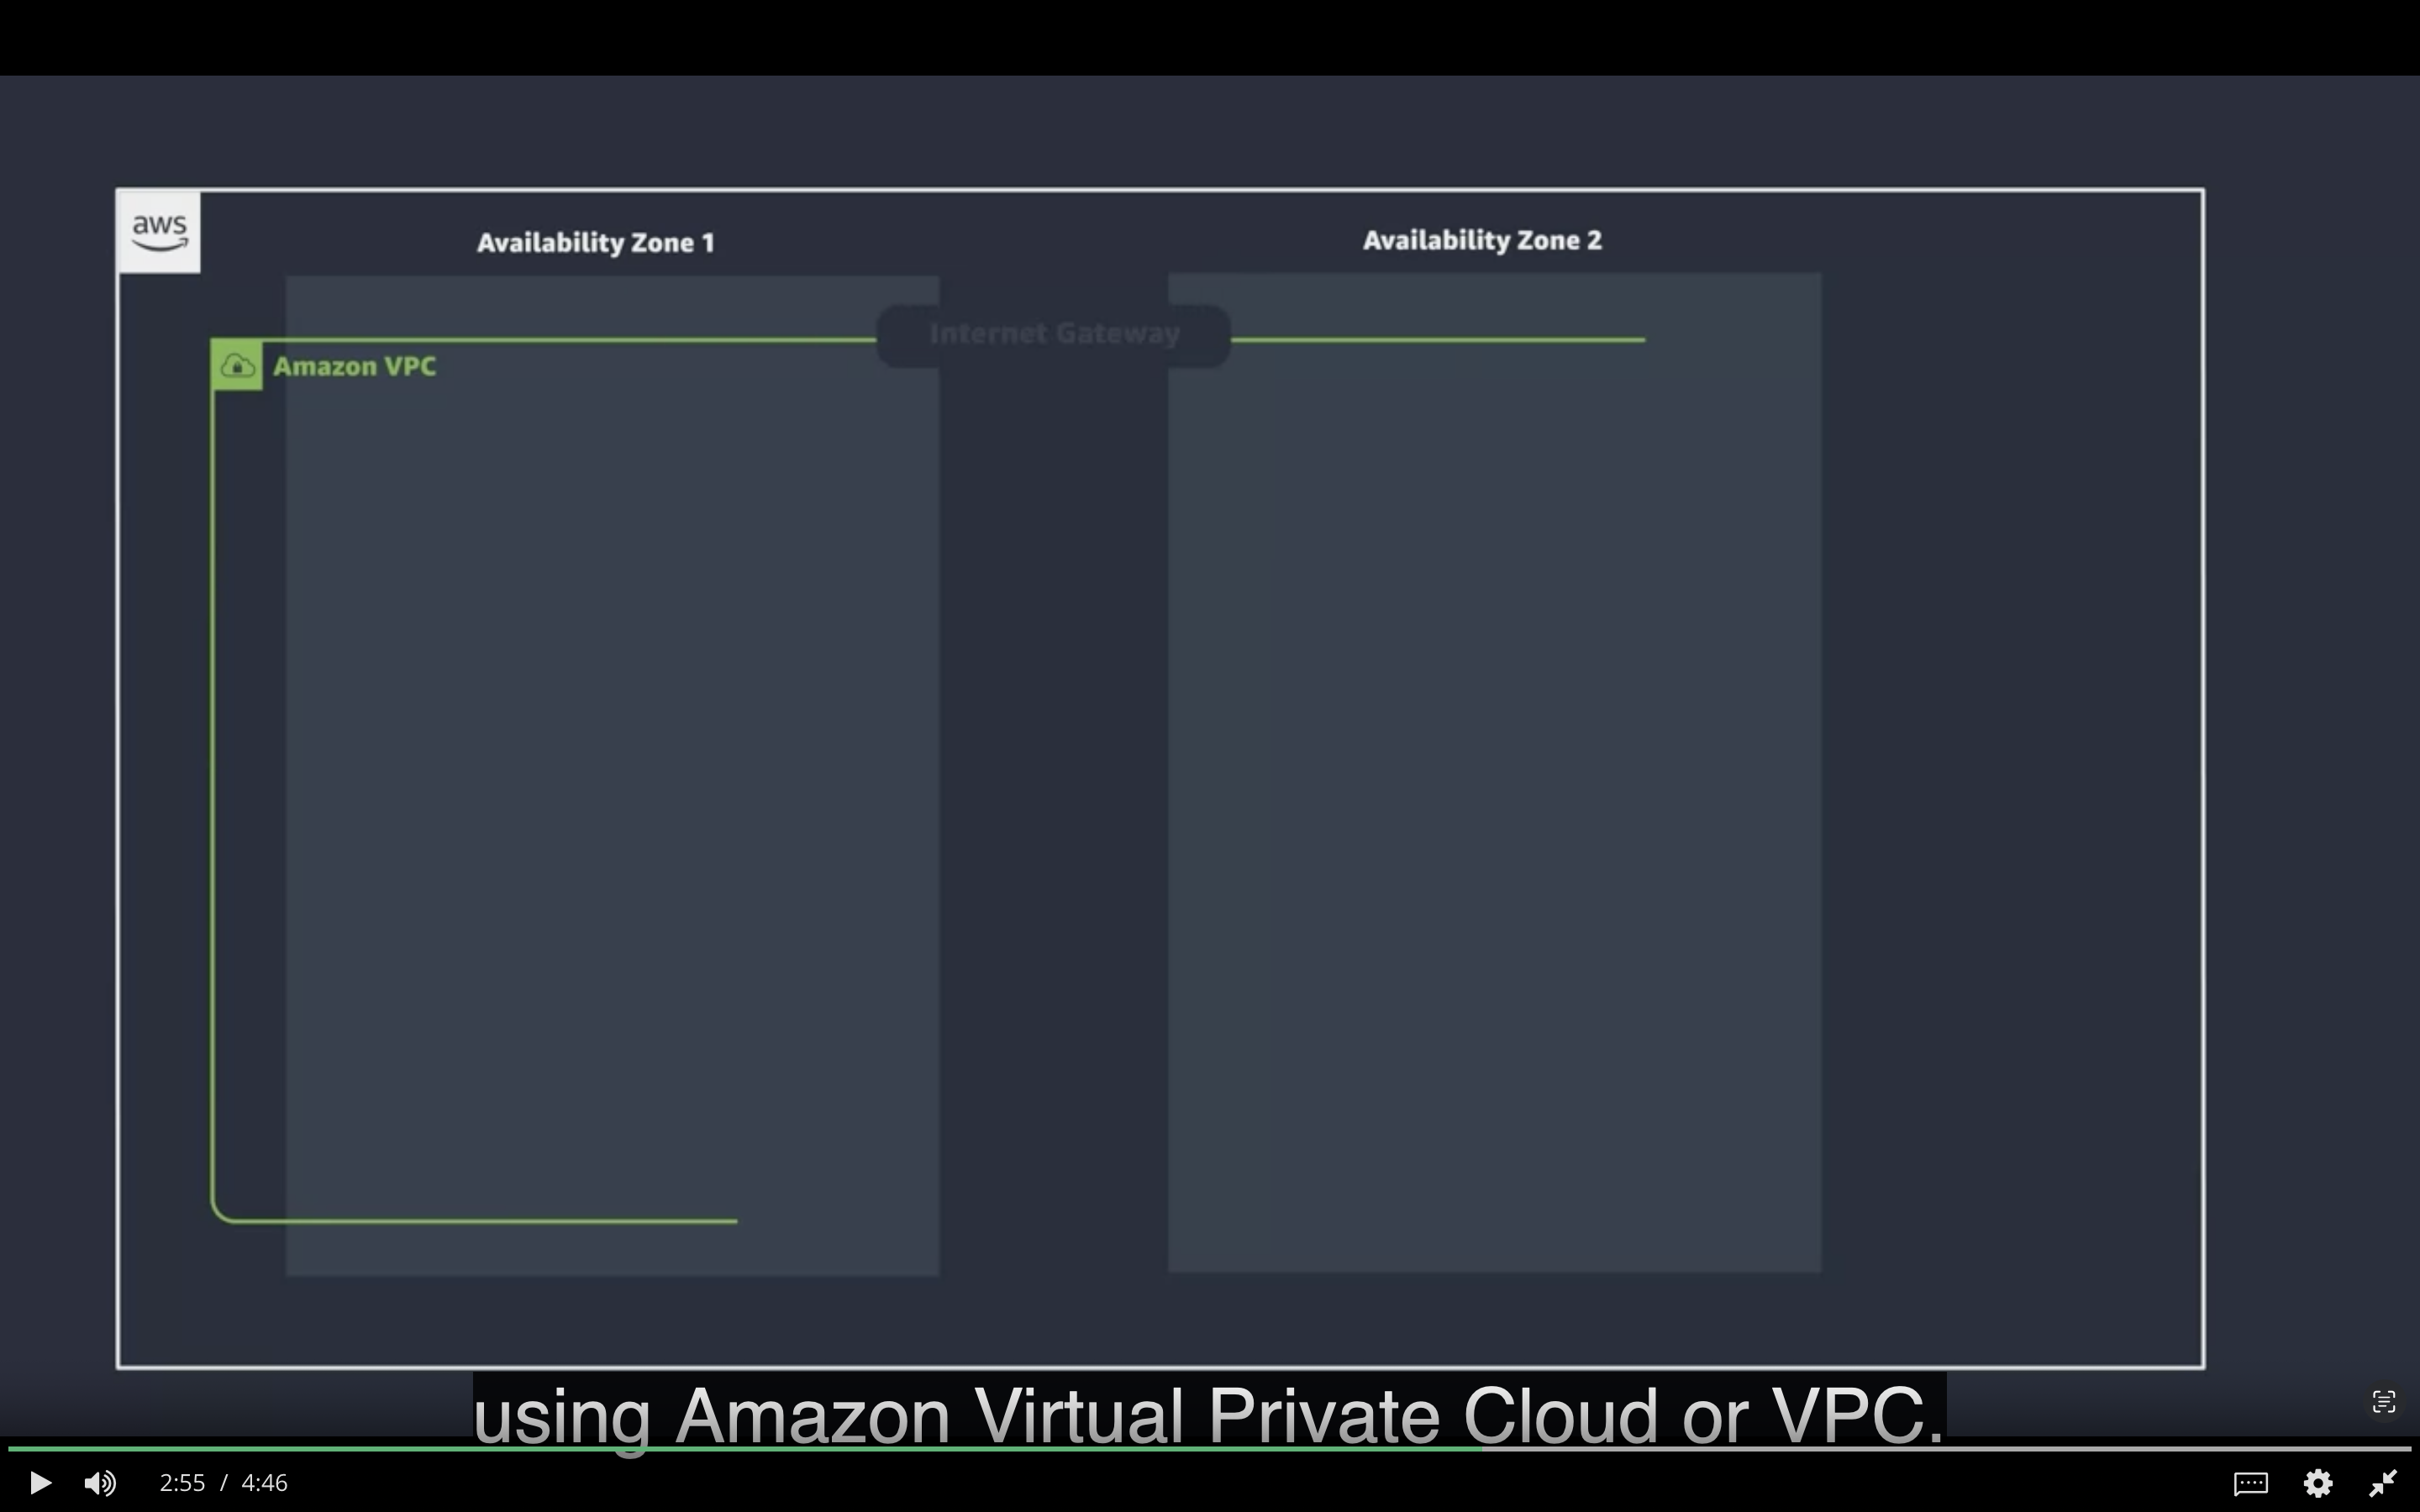 aws
Availability Zone 1
Availability Zone 2
Internet Gateway
Amazon VPC
using Amazon Virtual Private Cloud or VPC.
2:55 / 4:46